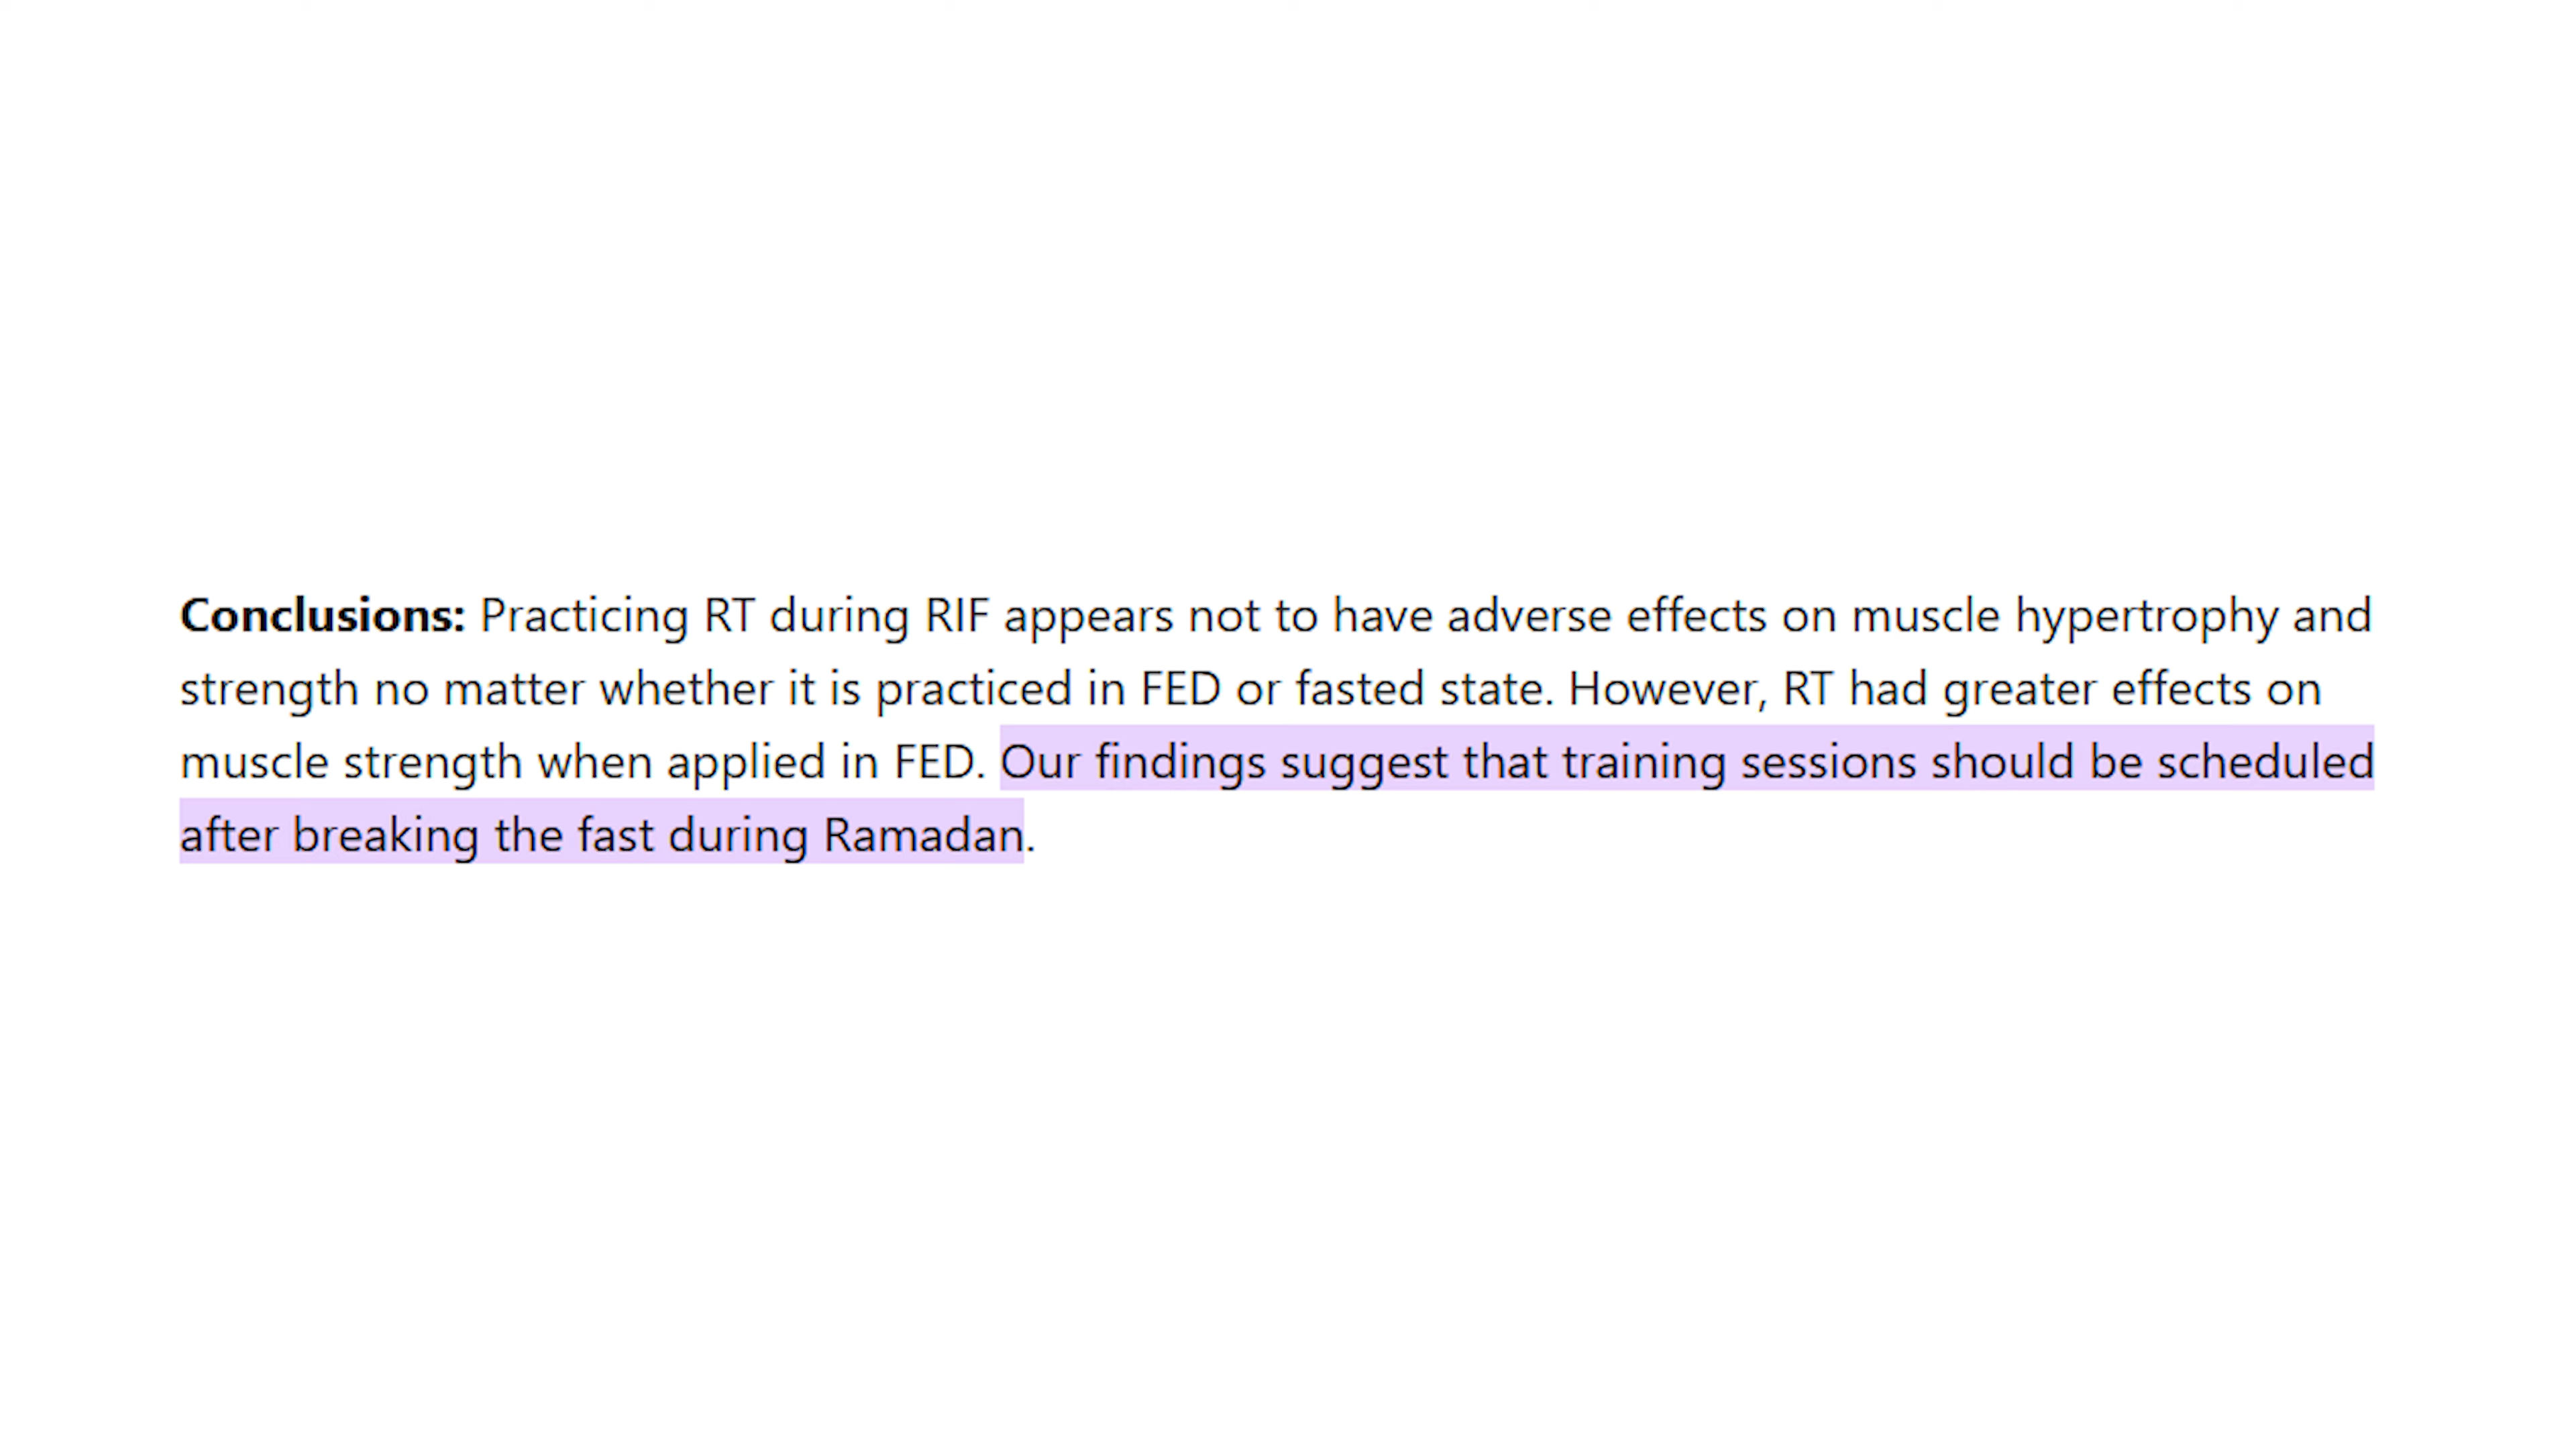 Conclusions: Practicing RT during RIF appears not to have adverse effects on muscle hypertrophy and
strength no matter whether it is practiced in FED or fasted state. However, RT had greater effects on
muscle strength when applied in FED. Our findings suggest that training sessions should be scheduled
after breaking the fast during Ramadan.